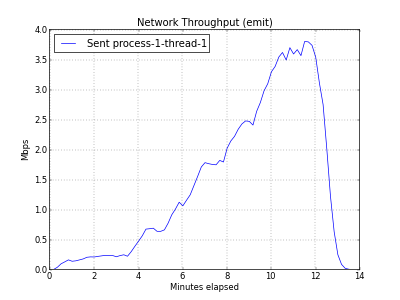 Network Throughput (emit)
Sent process-1-thread-1
4.0
3.5
3.0
2.5
2.0
1.5
1.0
0.5
0.0
Mbps
0 2 4 6 8 10 12 14
Minutes elapsed